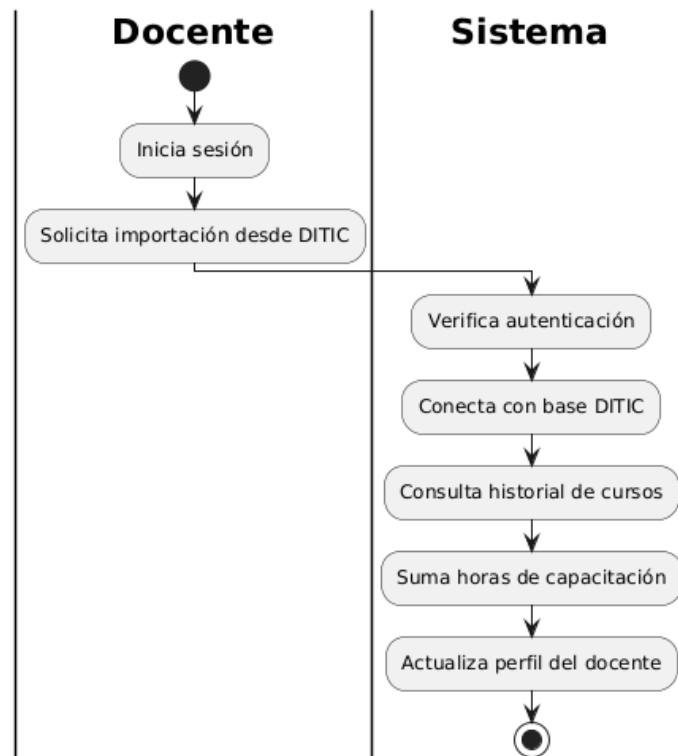 Docente
Sistema
Inicia sesión
Solicita importación desde DITIC
Verifica autenticación
Conecta con base DITIC
Consulta historial de cursos
Suma horas de capacitación
Actualiza perfil del docente